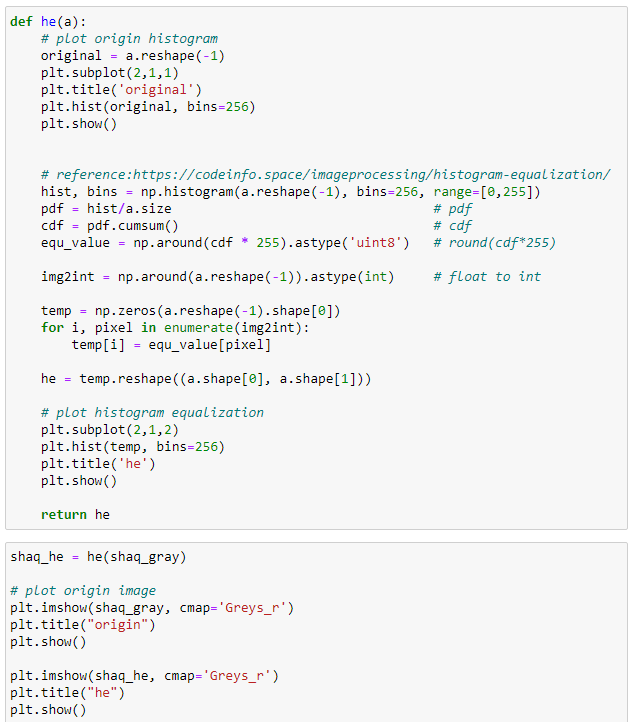 def he(a):
    # plot origin histogram
    original = a.reshape(-1)
    plt.subplot(2,1,1)
    plt.title('original')
    plt.hist(original, bins=256)
    plt.show()
    # reference:https://codeinfo.space/imageprocessing/histogram-equalization/
    hist, bins = np.histogram(a.reshape(-1), bins=256, range=[0,255])
    pdf = hist/a.size                                # pdf
    cdf = pdf.cumsum()                               # cdf
    equ_value = np.around(cdf * 255).astype('uint8')   # round(cdf*255)
    img2int = np.around(a.reshape(-1)).astype(int)     # float to int
    temp = np.zeros(a.reshape(-1).shape[0])
    for i, pixel in enumerate(img2int):
        temp[i] = equ_value[pixel]
    he = temp.reshape((a.shape[0], a.shape[1]))
    # plot histogram equalization
    plt.subplot(2,1,2)
    plt.hist(temp, bins=256)
    plt.title('he')
    plt.show()
    return he
shaq_he = he(shaq_gray)
# plot origin image
plt.imshow(shaq_gray, cmap='Greys_r')
plt.title("origin")
plt.show()
plt.imshow(shaq_he, cmap='Greys_r')
plt.title("he")
plt.show()